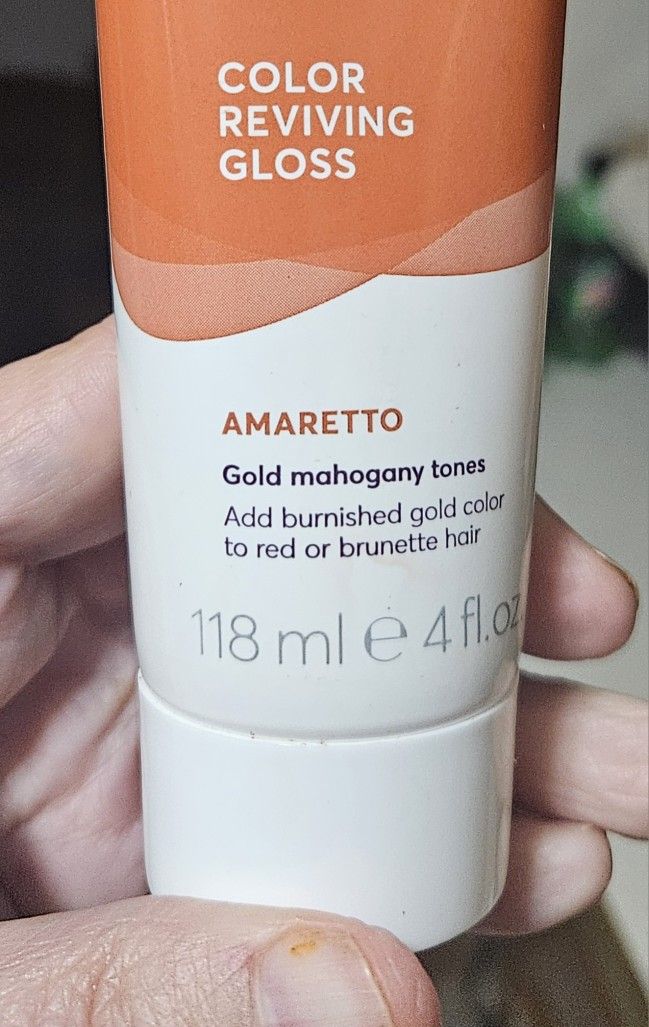 COLOR
REVIVING
GLOSS
AMARETTO
Gold mahogany tones
Add burnished gold color
to red or brunette hair
118 ml e 4 fl.oz.